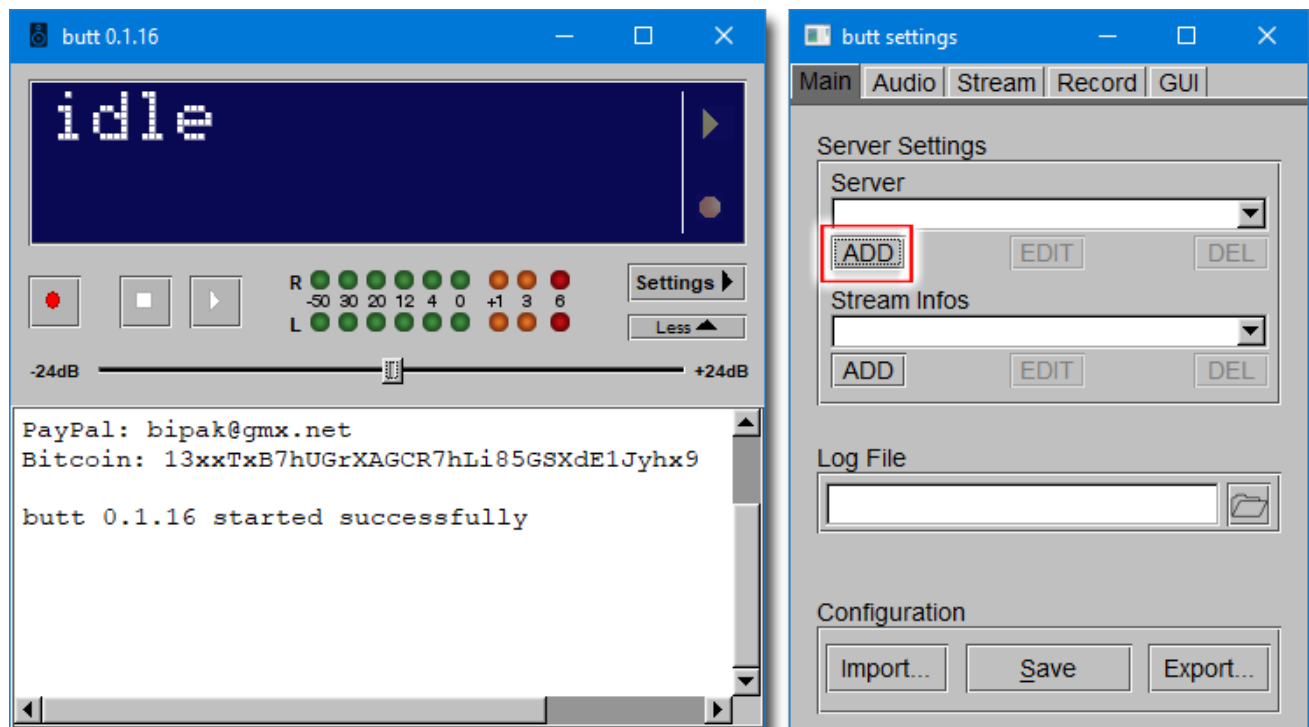 butt 0.1.16
idle
R
-50 30 20 12 4 0 +1 3 6
L
Settings
Less
-24dB
+24dB
PayPal: bipak@gmx.net
Bitcoin: 13xxTxB7hUGrXAGCR7hLi85GSXdE1Jyhx9
butt 0.1.16 started successfully
butt settings
Main Audio Stream Record GUI
Server Settings
Server
ADD EDIT DEL
Stream Infos
ADD EDIT DEL
Log File
Configuration
Import... Save Export...